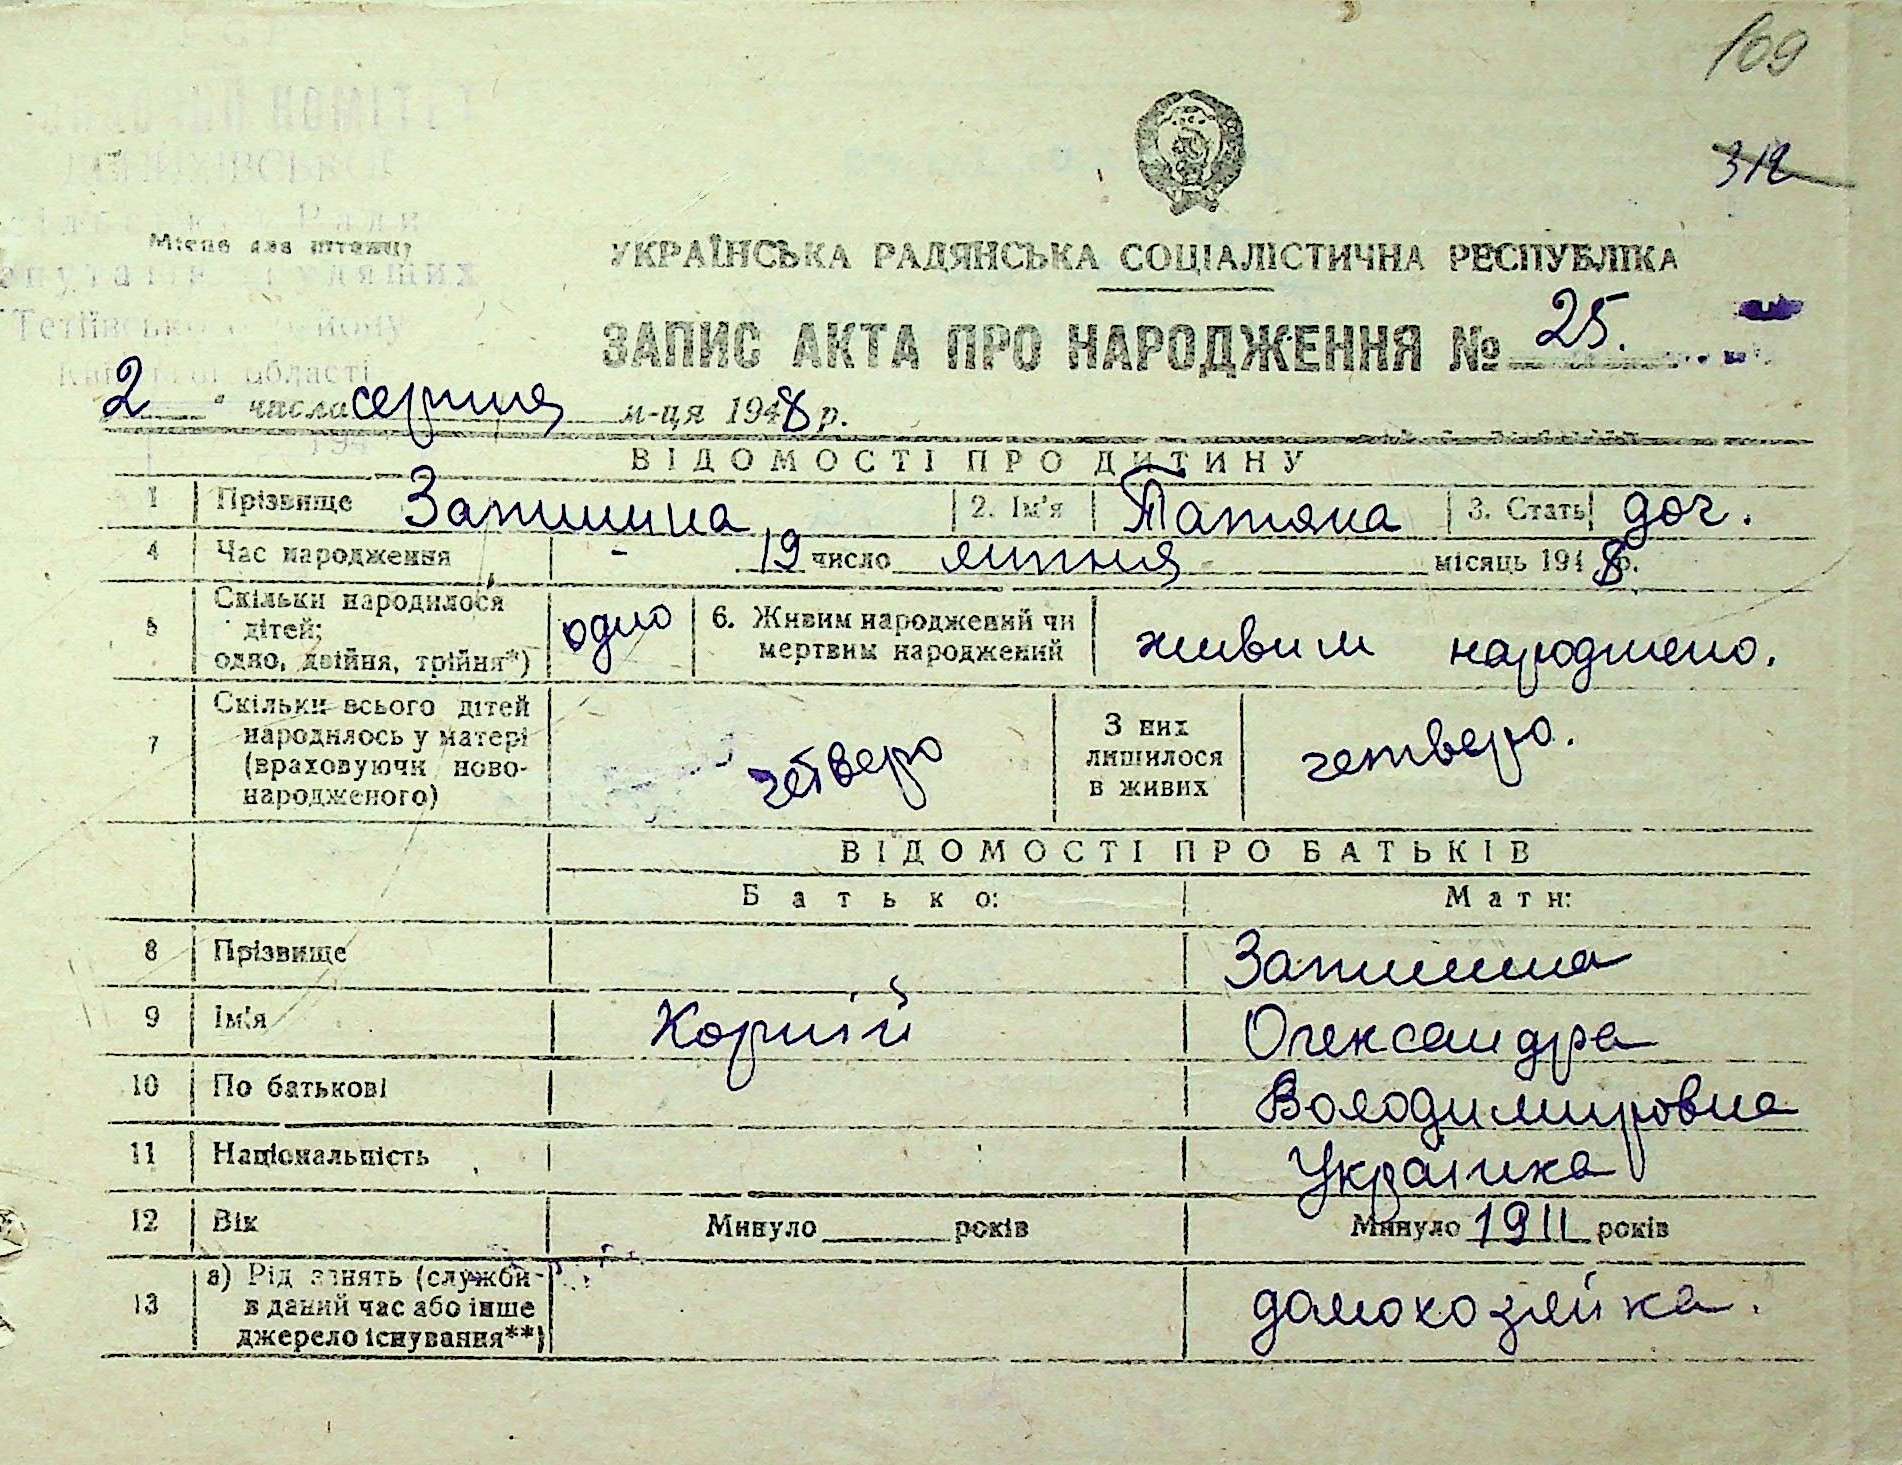 109
312
Місце для штампу
УКРАЇНСЬКА РАДЯНСЬКА СОЦІАЛІСТИЧНА РЕСПУБЛІКА
ЗАПИС АКТА ПРО НАРОДЖЕННЯ № 25.
Тетіївського району
області
2 числа серпня м-ця 1948 р.
ВІДОМОСТІ ПРО ДИТИНУ
1 Прізвище 2. Ім'я Татяна 3. Стать доч.
4 Час народження 19 число липня місяць 1948 р.
5 Скільки народилося дітей; одно, двійня, трійня*) одно 6. Живим народжений чи мертвим народжений живим народжено.
7 Скільки всього дітей народилось у матері (враховуючи новонародженого) четверо З них лишилося в живих четверо.
ВІДОМОСТІ ПРО БАТЬКІВ
Батько: Мати:
8 Прізвище
9 Ім'я Корній Олександра
10 По батькові Володимировна
11 Національність Українка
12 Вік Минуло років Минуло 1911 років
13 а) Рід занять (служби в даний час або інше джерело існування**) домохозяйка.